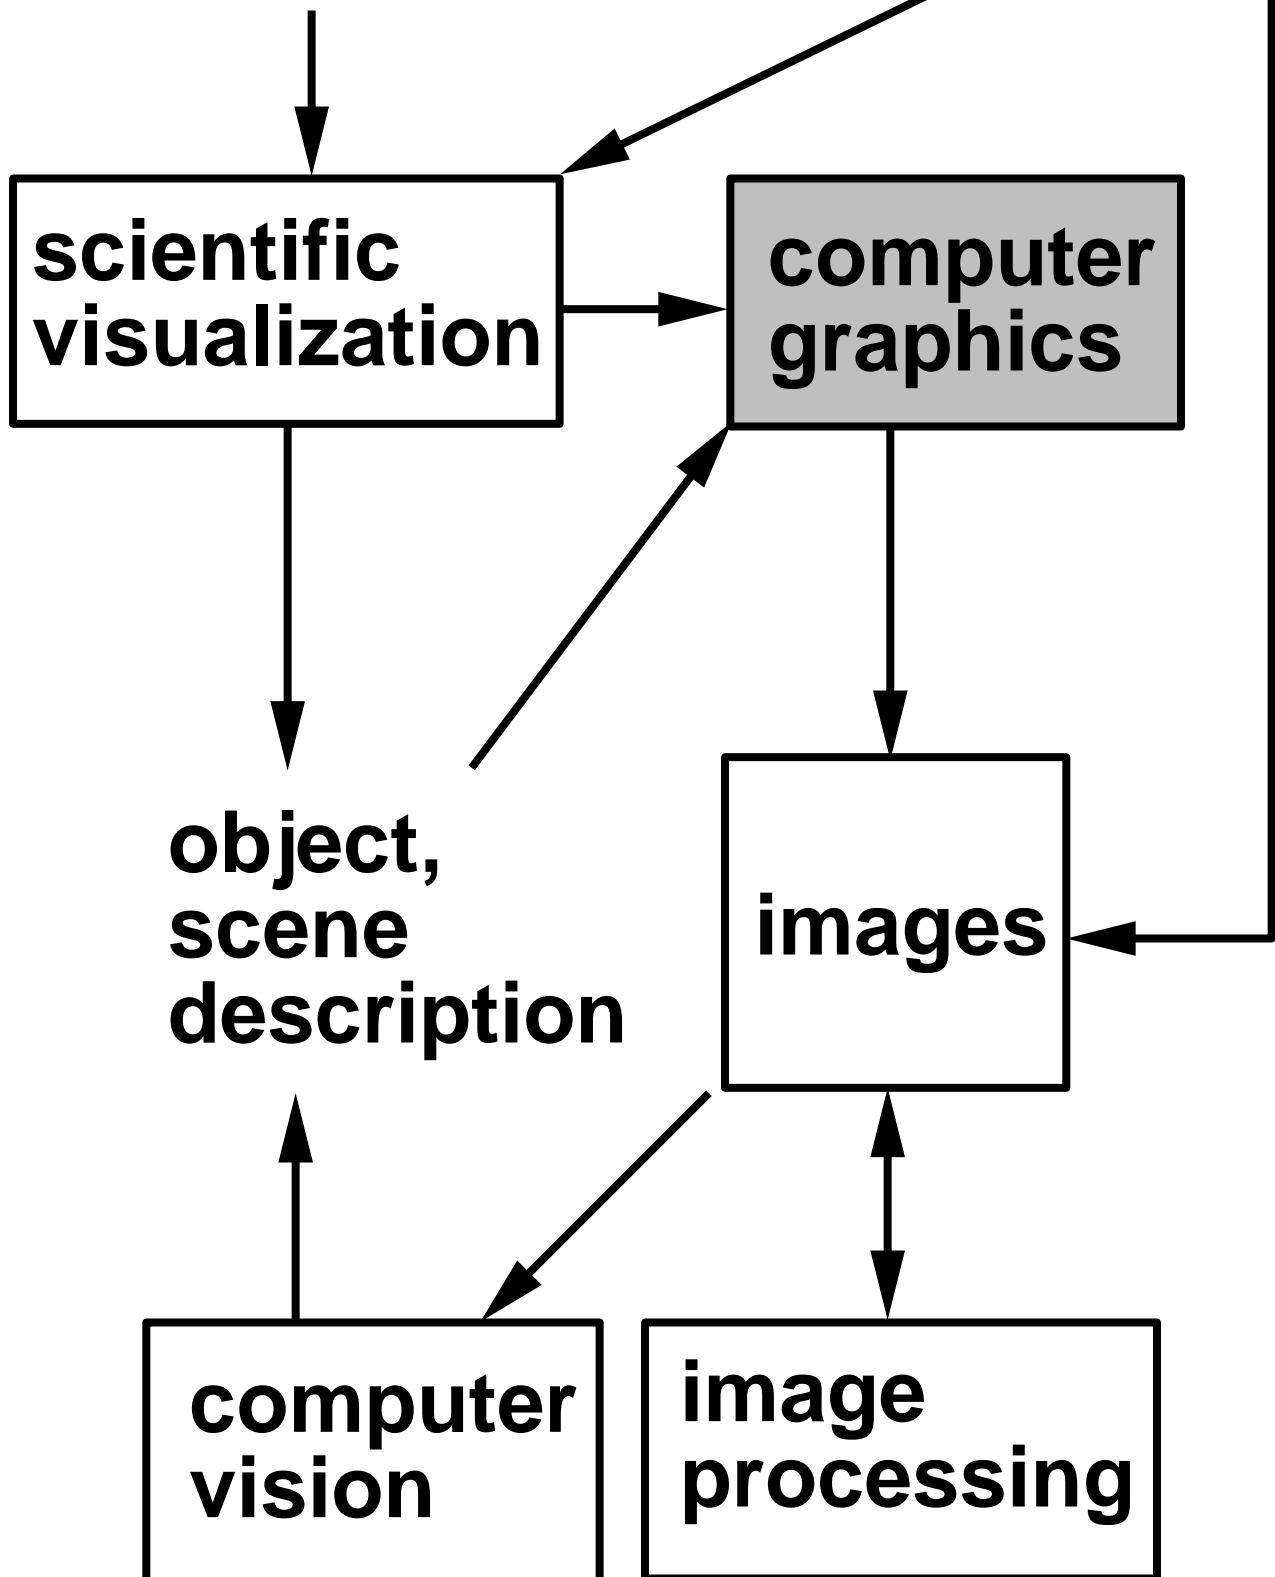 scientific
visualization
computer
graphics
object,
scene
description
images
computer
vision
image
processing